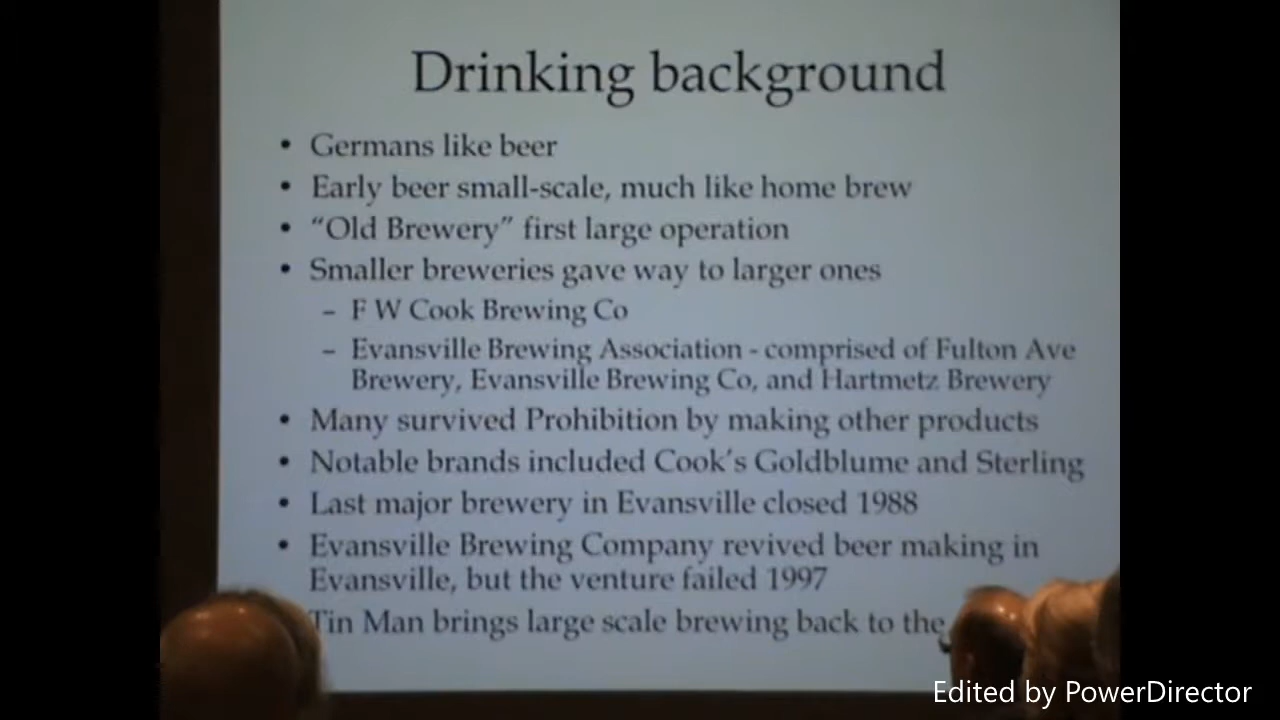 Drinking background
• Germans like beer
• Early beer small-scale, much like home brew
• “Old Brewery” first large operation
• Smaller breweries gave way to larger ones
– F W Cook Brewing Co
– Evansville Brewing Association - comprised of Fulton Ave
Brewery, Evansville Brewing Co, and Hartmetz Brewery
• Many survived Prohibition by making other products
• Notable brands included Cook’s Goldblume and Sterling
• Last major brewery in Evansville closed 1988
• Evansville Brewing Company revived beer making in
Evansville, but the venture failed 1997
Tin Man brings large scale brewing back to the
Edited by PowerDirector